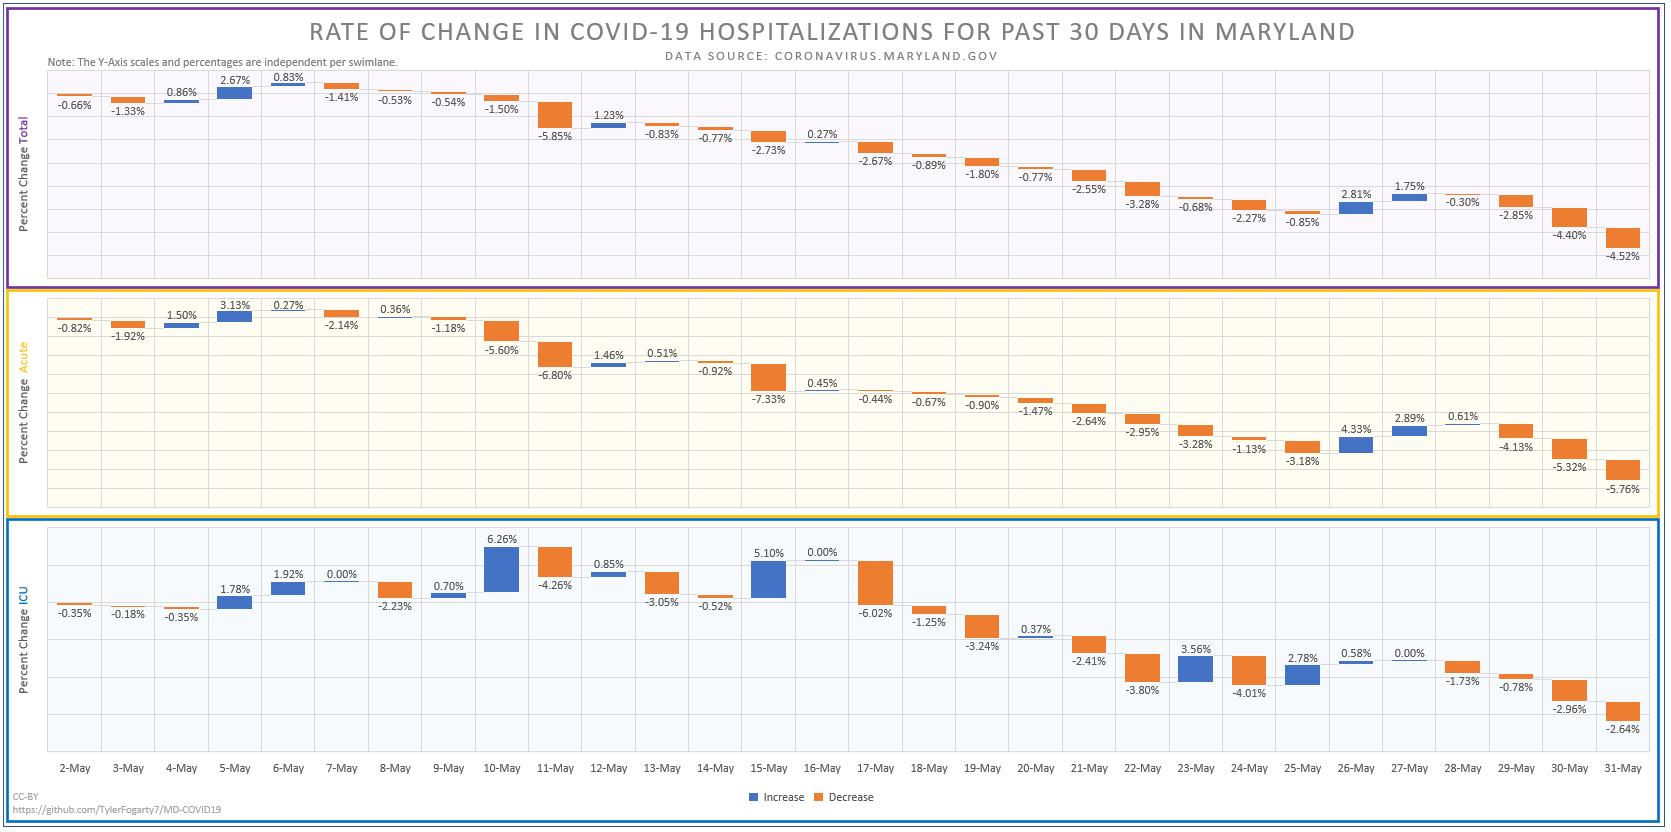 RATE OF CHANGE IN COVID-19 HOSPITALIZATIONS FOR PAST 30 DAYS IN MARYLAND
DATA SOURCE: CORONAVIRUS.MARYLAND.GOV
Note: The Y-Axis scales and percentages are independent per swimlane.
Percent Change Total
-0.66% -1.33% 0.86% 2.67% 0.83% -1.41% -0.53% -0.54% -1.50% -5.85% 1.23% -0.83% -0.77% -2.73% 0.27% -2.67% -0.89% -1.80% -0.77% -2.55% -3.28% -0.68% -2.27% -0.85% 2.81% 1.75% -0.30% -2.85% -4.40% -4.52%
Percent Change Acute
-0.82% -1.92% 1.50% 3.13% 0.27% -2.14% 0.36% -1.18% -5.60% -6.80% 1.46% 0.51% -0.92% -7.33% 0.45% -0.44% -0.67% -0.90% -1.47% -2.64% -2.95% -3.28% -1.13% -3.18% 4.33% 2.89% 0.61% -4.13% -5.32% -5.76%
Percent Change ICU
-0.35% -0.18% -0.35% 1.78% 1.92% 0.00% -2.23% 0.70% 6.26% -4.26% 0.85% -3.05% -0.52% 5.10% 0.00% -6.02% -1.25% -3.24% 0.37% -2.41% -3.80% 3.56% -4.01% 2.78% 0.58% 0.00% -1.73% -0.78% -2.96% -2.64%
2-May 3-May 4-May 5-May 6-May 7-May 8-May 9-May 10-May 11-May 12-May 13-May 14-May 15-May 16-May 17-May 18-May 19-May 20-May 21-May 22-May 23-May 24-May 25-May 26-May 27-May 28-May 29-May 30-May 31-May
Increase Decrease
CC-BY
https://github.com/TylerFogarty7/MD-COVID19